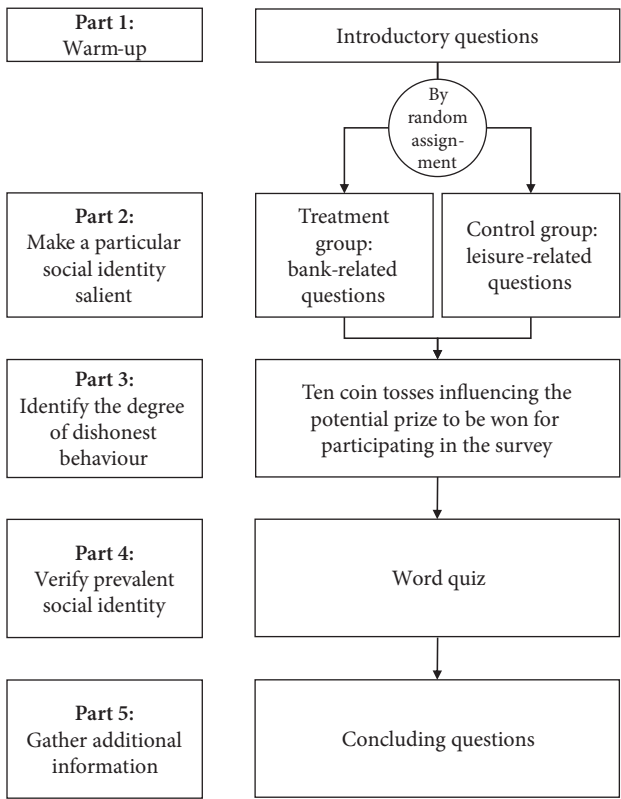 Part 1:
Warm-up
Introductory questions
By
random
assign-
ment
Part 2:
Make a particular
social identity
salient
Treatment
group:
bank-related
questions
Control group:
leisure-related
questions
Part 3:
Identify the degree
of dishonest
behaviour
Ten coin tosses influencing the
potential prize to be won for
participating in the survey
Part 4:
Verify prevalent
social identity
Word quiz
Part 5:
Gather additional
information
Concluding questions